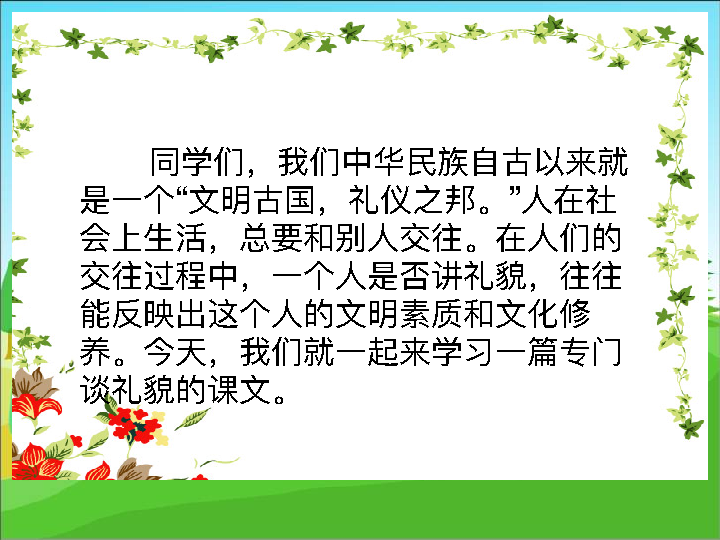 同学们，我们中华民族自古以来就
是一个“文明古国，礼仪之邦。”人在社
会上生活，总要和别人交往。在人们的
交往过程中，一个人是否讲礼貌，往往
能反映出这个人的文明素质和文化修
养。今天，我们就一起来学习一篇专门
谈礼貌的课文。